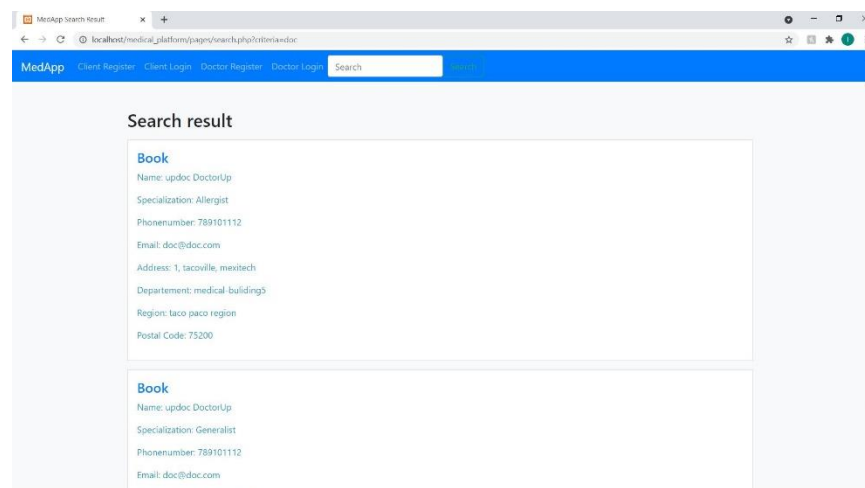 MedApp Search Result
localhost/medical_platform/pages/search.php?criteria=doc
MedApp Client Register Client Login Doctor Register Doctor Login Search Search
Search result
Book
Name: updoc DoctorUp
Specialization: Allergist
Phonenumber: 789101112
Email: doc@doc.com
Address: 1, tacoville, mexitech
Departement: medical-buliding5
Region: taco paco region
Postal Code: 75200
Book
Name: updoc DoctorUp
Specialization: Generalist
Phonenumber: 789101112
Email: doc@doc.com